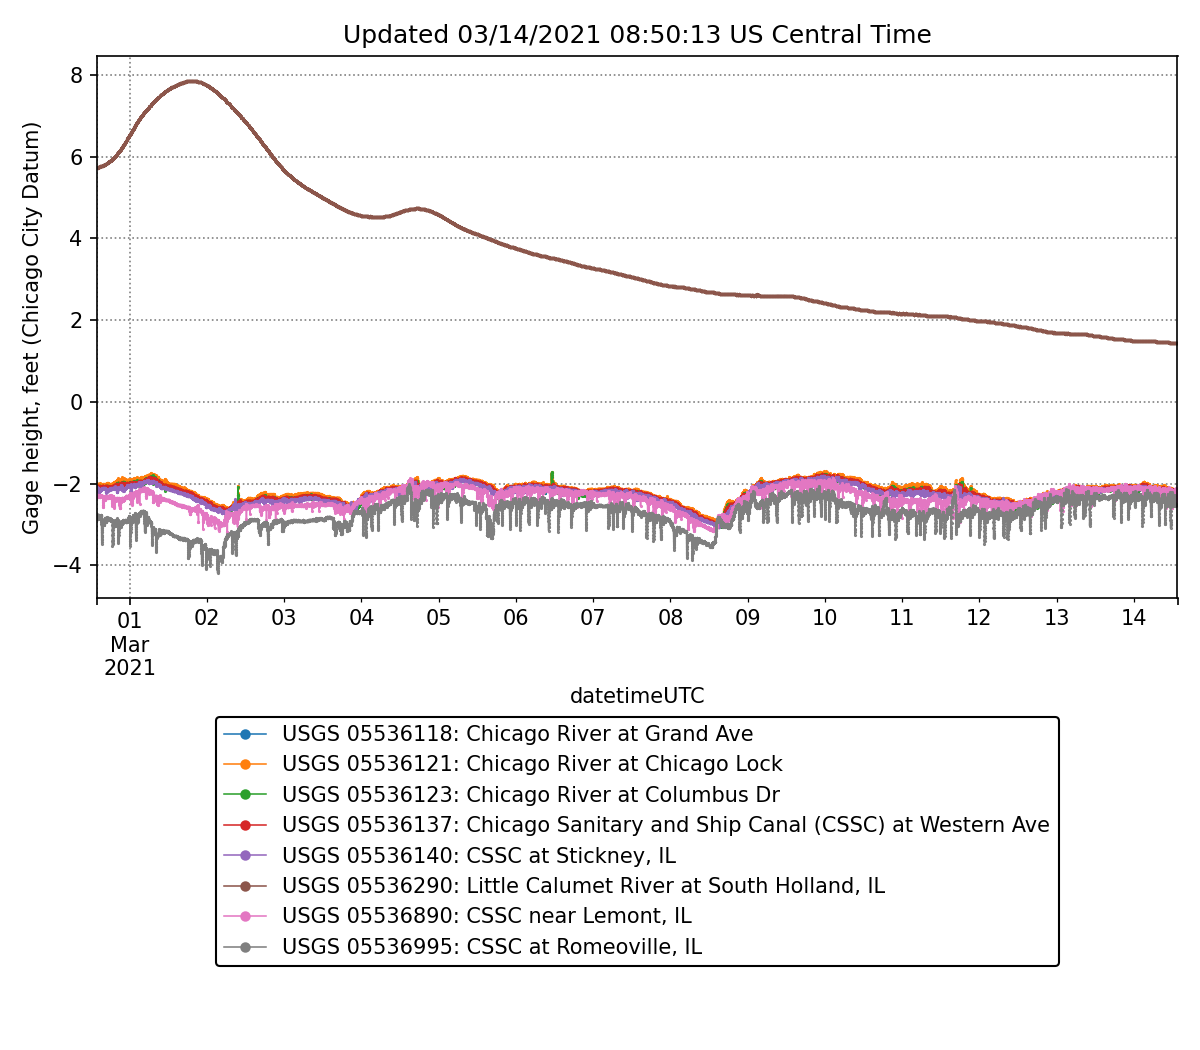 Updated 03/14/2021 08:50:13 US Central Time
Gage height, feet (Chicago City Datum)
8
6
4
2
0
−2
−4
01 02 03 04 05 06 07 08 09 10 11 12 13 14
Mar
2021
datetimeUTC
USGS 05536118: Chicago River at Grand Ave
USGS 05536121: Chicago River at Chicago Lock
USGS 05536123: Chicago River at Columbus Dr
USGS 05536137: Chicago Sanitary and Ship Canal (CSSC) at Western Ave
USGS 05536140: CSSC at Stickney, IL
USGS 05536290: Little Calumet River at South Holland, IL
USGS 05536890: CSSC near Lemont, IL
USGS 05536995: CSSC at Romeoville, IL